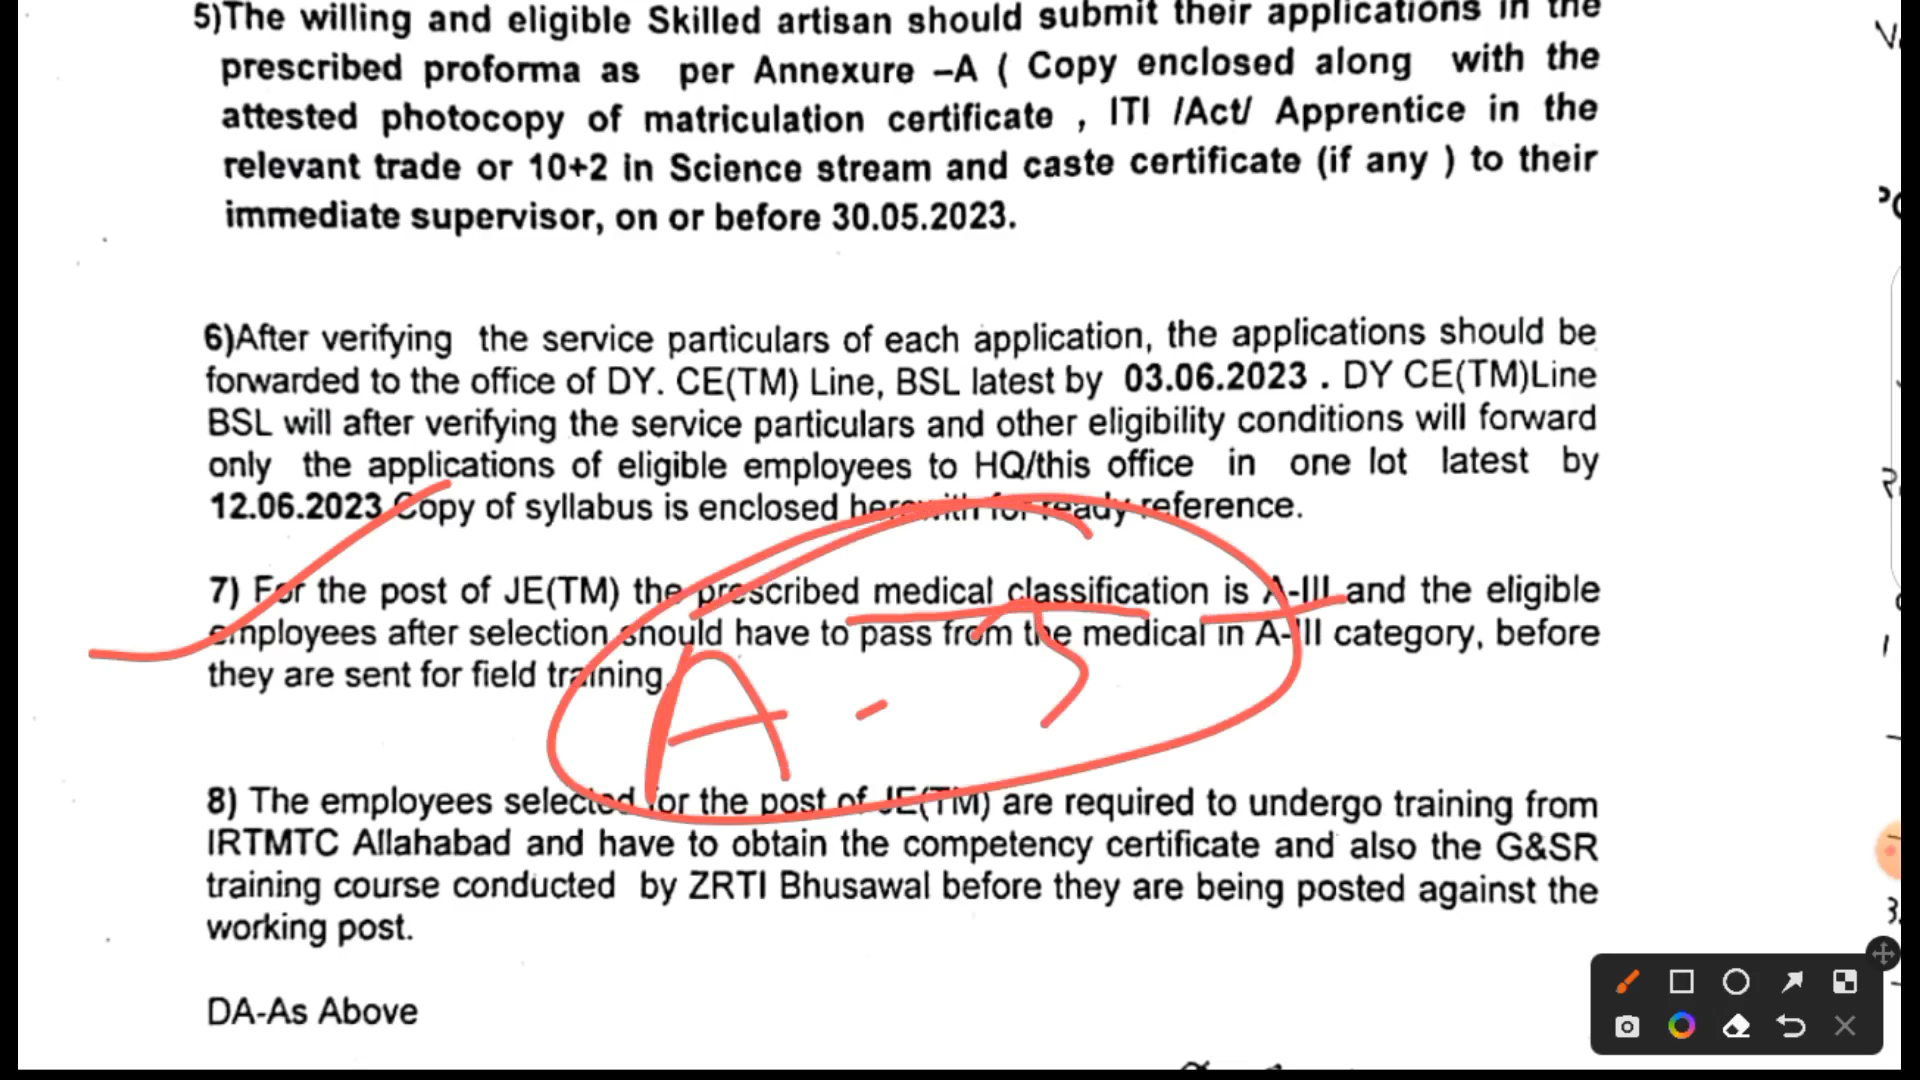 5)The willing and eligible Skilled artisan should submit their applications in the
prescribed proforma as per Annexure –A ( Copy enclosed along with the
attested photocopy of matriculation certificate , ITI /Act/ Apprentice in the
relevant trade or 10+2 in Science stream and caste certificate (if any ) to their
immediate supervisor, on or before 30.05.2023.
6)After verifying the service particulars of each application, the applications should be
forwarded to the office of DY. CE(TM) Line, BSL latest by 03.06.2023 . DY CE(TM)Line
BSL will after verifying the service particulars and other eligibility conditions will forward
only the applications of eligible employees to HQ/this office in one lot latest by
12.06.2023 Copy of syllabus is enclosed herewith for ready reference.
7) For the post of JE(TM) the prescribed medical classification is A-III and the eligible
employees after selection should have to pass from the medical in A-III category, before
they are sent for field training.
A -
8) The employees selected for the post of JE(TM) are required to undergo training from
IRTMTC Allahabad and have to obtain the competency certificate and also the G&SR
training course conducted by ZRTI Bhusawal before they are being posted against the
working post.
DA-As Above